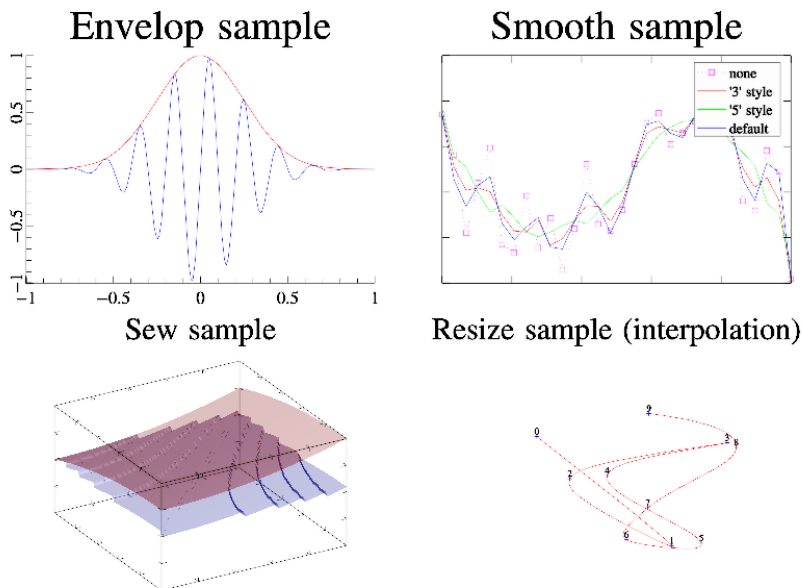 Envelop sample
Smooth sample
1
0.5
0
−0.5
−1
−1
−0.5
0
0.5
1
none
'3' style
'5' style
default
Sew sample
Resize sample (interpolation)
9
0
3
8
2
4
7
6
1
5